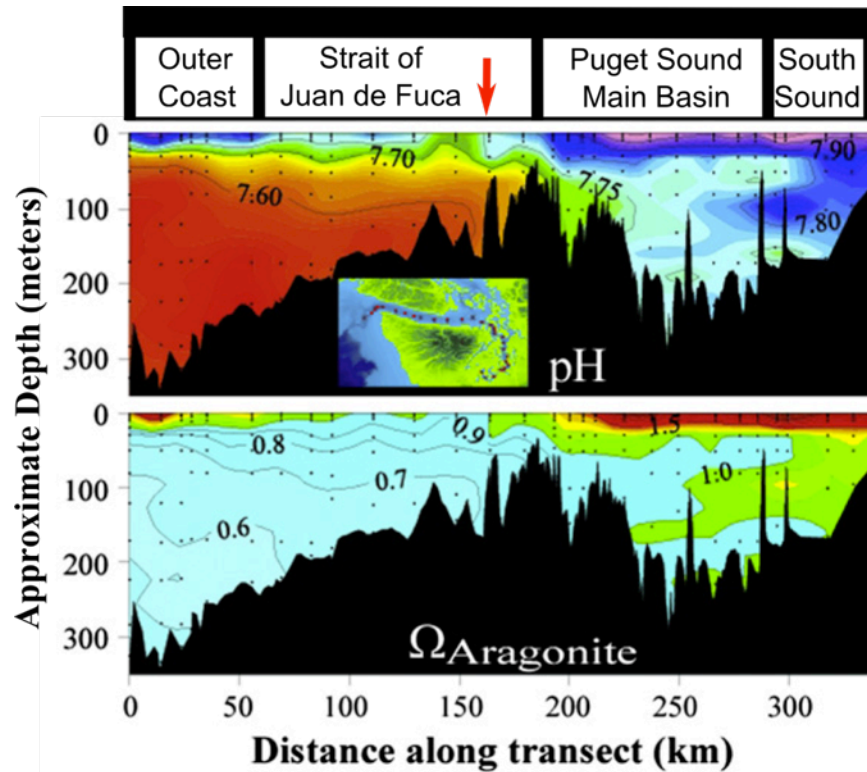 Outer
Coast
Strait of
Juan de Fuca
Puget Sound
Main Basin
South
Sound
Approximate Depth (meters)
0
100
200
300
7.70
7.60
7.75
7.90
7.80
pH
0
100
200
300
0.8
0.9
0.7
0.6
1.5
1.0
ΩAragonite
0 50 100 150 200 250 300
Distance along transect (km)